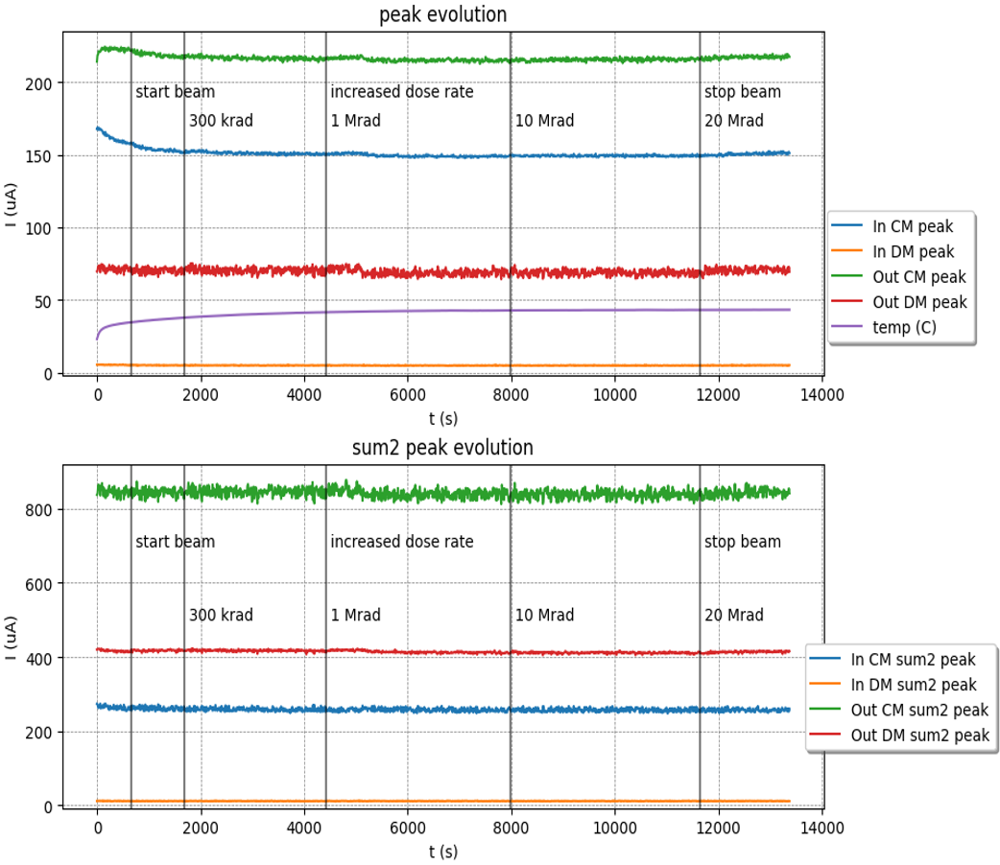 peak evolution
I (uA)
200
150
100
50
0
start beam
increased dose rate
stop beam
300 krad
1 Mrad
10 Mrad
20 Mrad
In CM peak
In DM peak
Out CM peak
Out DM peak
temp (C)
0 2000 4000 6000 8000 10000 12000 14000
t (s)
sum2 peak evolution
I (uA)
800
600
400
200
0
start beam
increased dose rate
stop beam
300 krad
1 Mrad
10 Mrad
20 Mrad
In CM sum2 peak
In DM sum2 peak
Out CM sum2 peak
Out DM sum2 peak
0 2000 4000 6000 8000 10000 12000 14000
t (s)